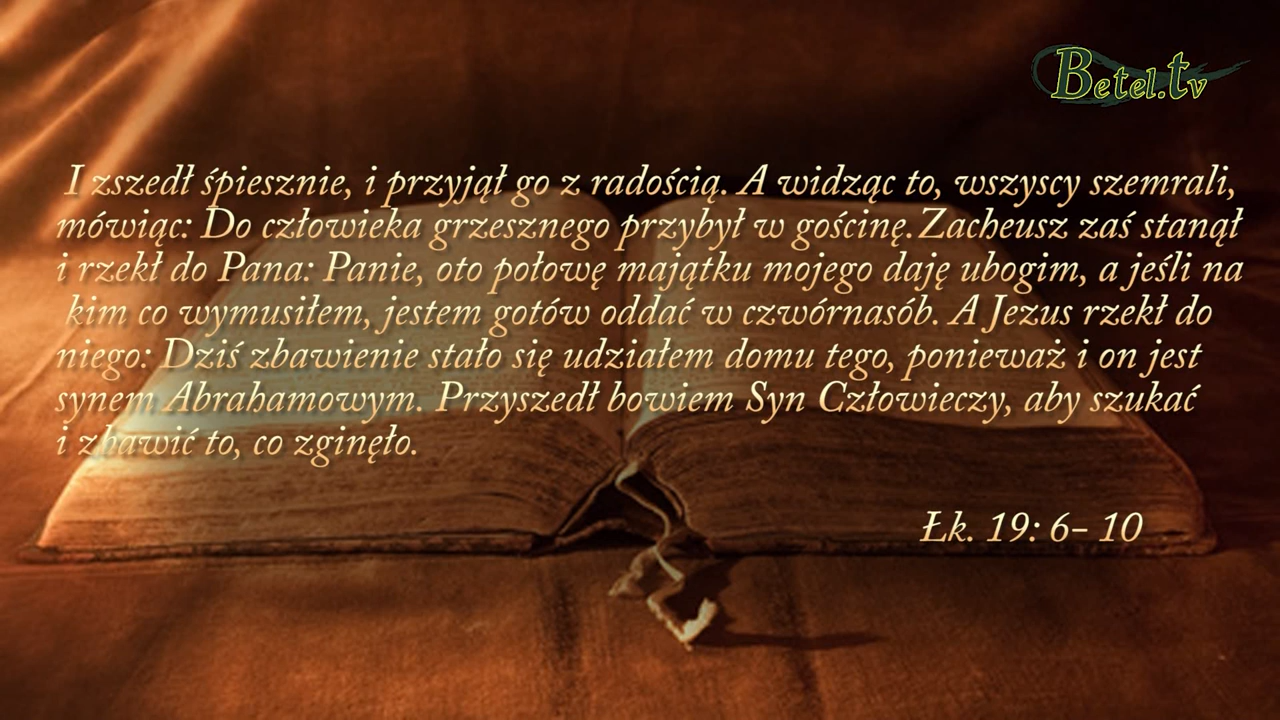 Betel.tv
I zszedł śpiesznie, i przyjął go z radością. A widząc to, wszyscy szemrali,
mówiąc: Do człowieka grzesznego przybył w gościnę. Zacheusz zaś stanął
i rzekł do Pana: Panie, oto połowę majątku mojego daję ubogim, a jeśli na
kim co wymusiłem, jestem gotów oddać w czwórnasób. A Jezus rzekł do
niego: Dziś zbawienie stało się udziałem domu tego, ponieważ i on jest
synem Abrahamowym. Przyszedł bowiem Syn Człowieczy, aby szukać
i zbawić to, co zginęło.
Łk. 19: 6– 10